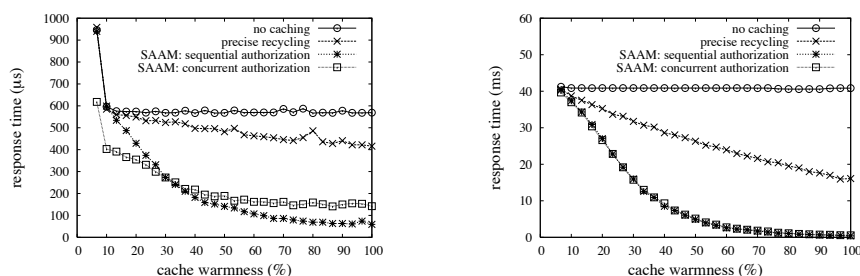 1000
900
800
700
600
500
400
300
200
100
0
response time (μs)
no caching
precise recycling
SAAM: sequential authorization
SAAM: concurrent authorization
0 10 20 30 40 50 60 70 80 90 100
cache warmness (%)
60
50
40
30
20
10
0
response time (ms)
no caching
precise recycling
SAAM: sequential authorization
SAAM: concurrent authorization
0 10 20 30 40 50 60 70 80 90 100
cache warmness (%)